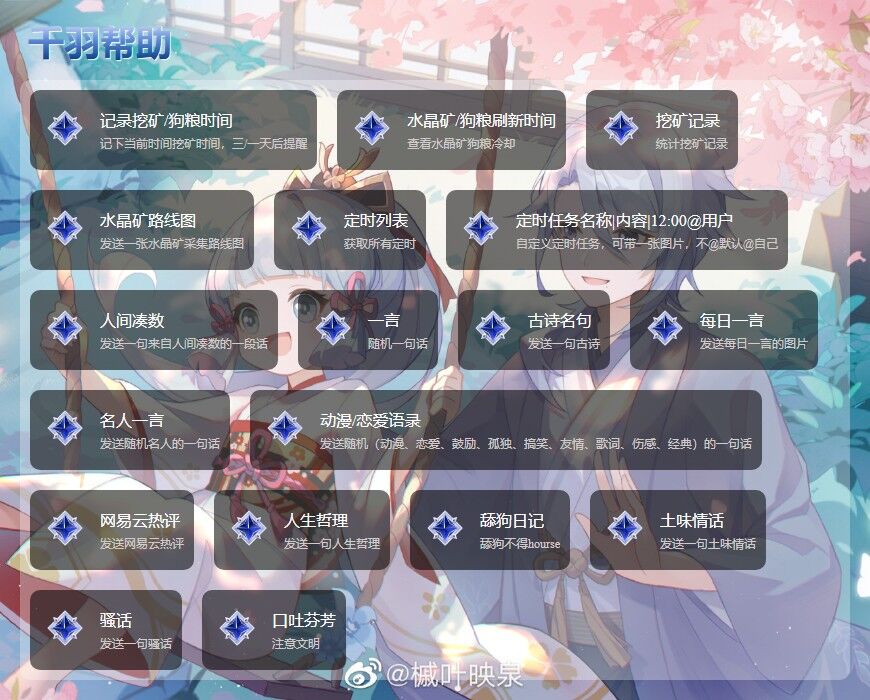 千羽帮助
记录挖矿/狗粮时间
记下当前时间挖矿时间，三/一天后提醒
水晶矿/狗粮刷新时间
查看水晶矿狗粮冷却
挖矿记录
统计挖矿记录
水晶矿路线图
发送一张水晶矿采集路线图
定时列表
获取所有定时
定时任务名称|内容|12:00@用户
自定义定时任务，可带一张图片，不@默认@自己
人间凑数
发送一句来自人间凑数的一段话
一言
随机一句话
古诗名句
发送一句古诗
每日一言
发送每日一言的图片
名人一言
发送随机名人的一句话
动漫/恋爱语录
发送随机（动漫、恋爱、鼓励、孤独、搞笑、友情、歌词、伤感、经典）的一句话
网易云热评
发送网易云热评
人生哲理
发送一句人生哲理
舔狗日记
舔狗不得hourse
土味情话
发送一句土味情话
骚话
发送一句骚话
口吐芬芳
注意文明
@槭叶映泉